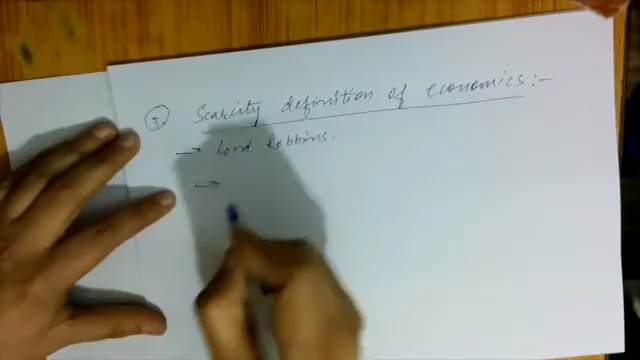 ③ Scarcity definition of economics :-
→ Lord Robbins.
→